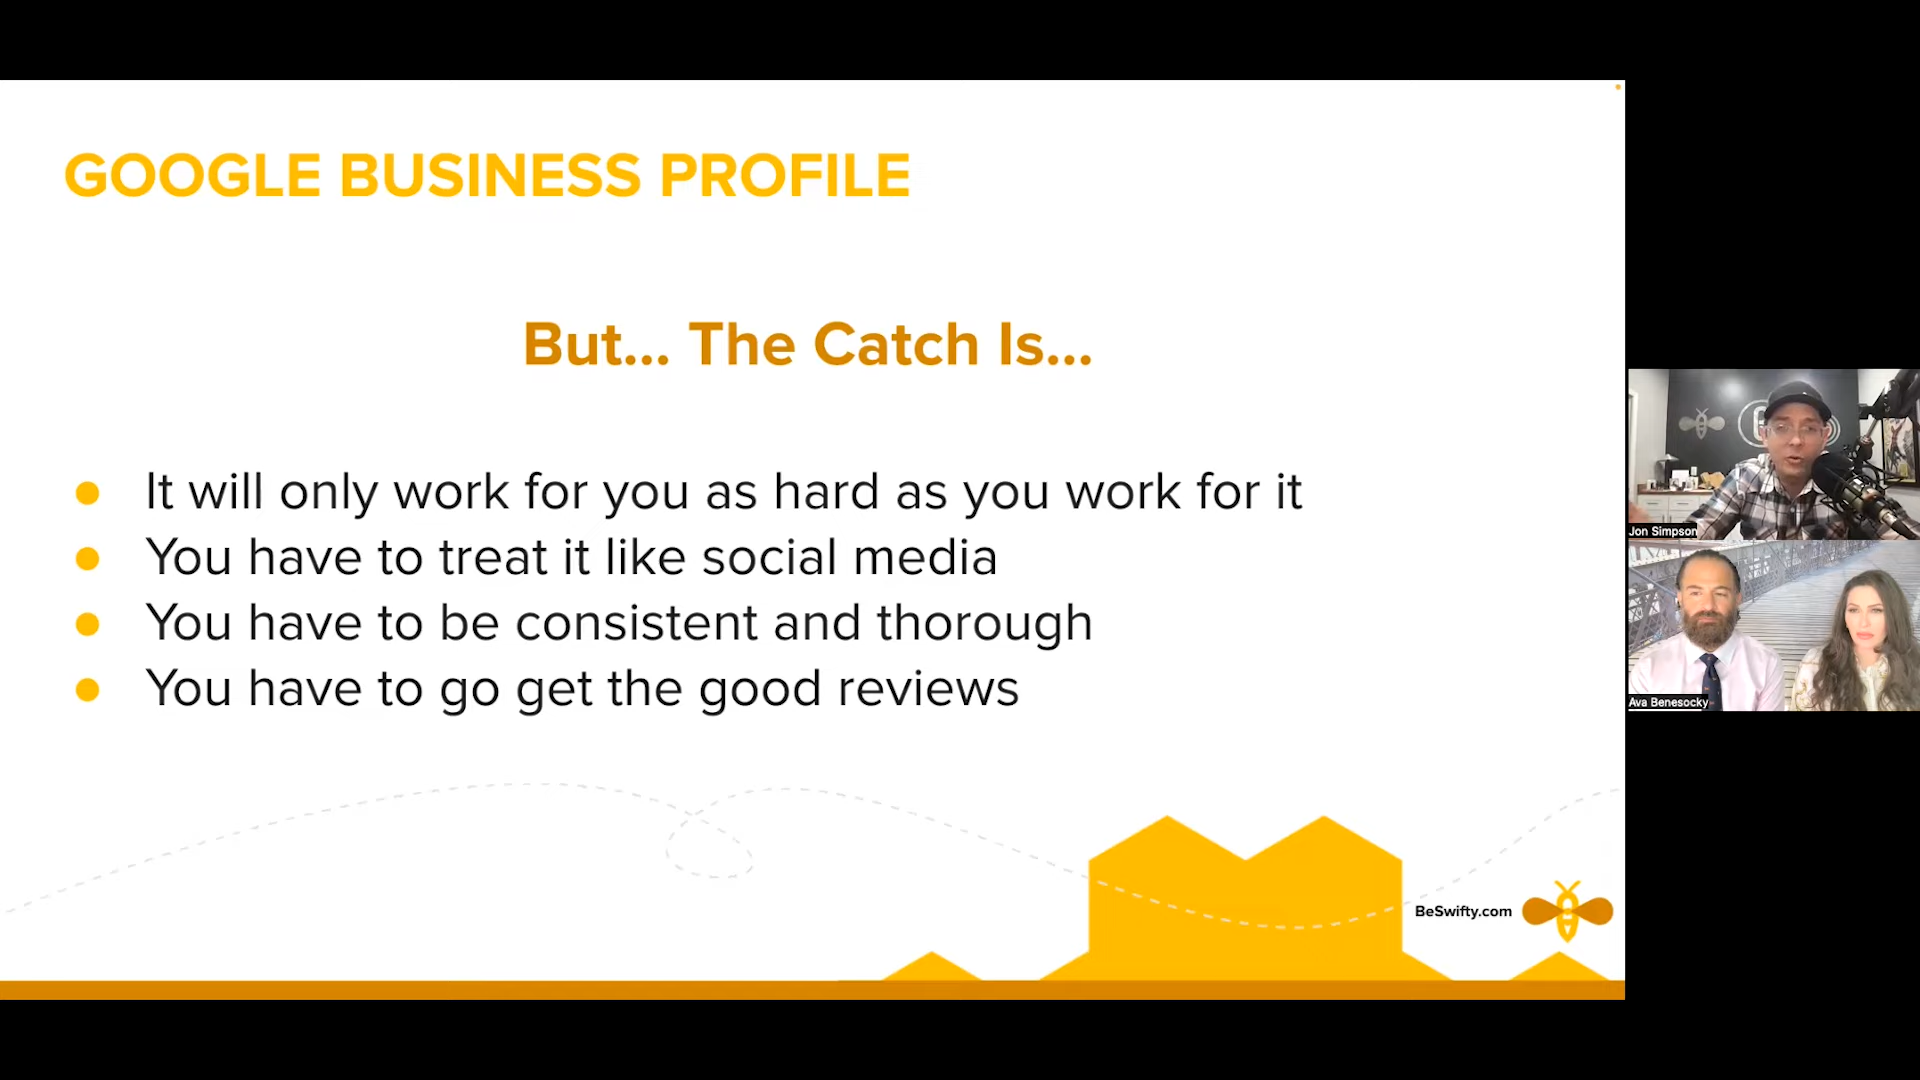 GOOGLE BUSINESS PROFILE
But... The Catch Is...
It will only work for you as hard as you work for it
You have to treat it like social media
You have to be consistent and thorough
You have to go get the good reviews
BeSwifty.com
Jon Simpson
Ava Benesocky